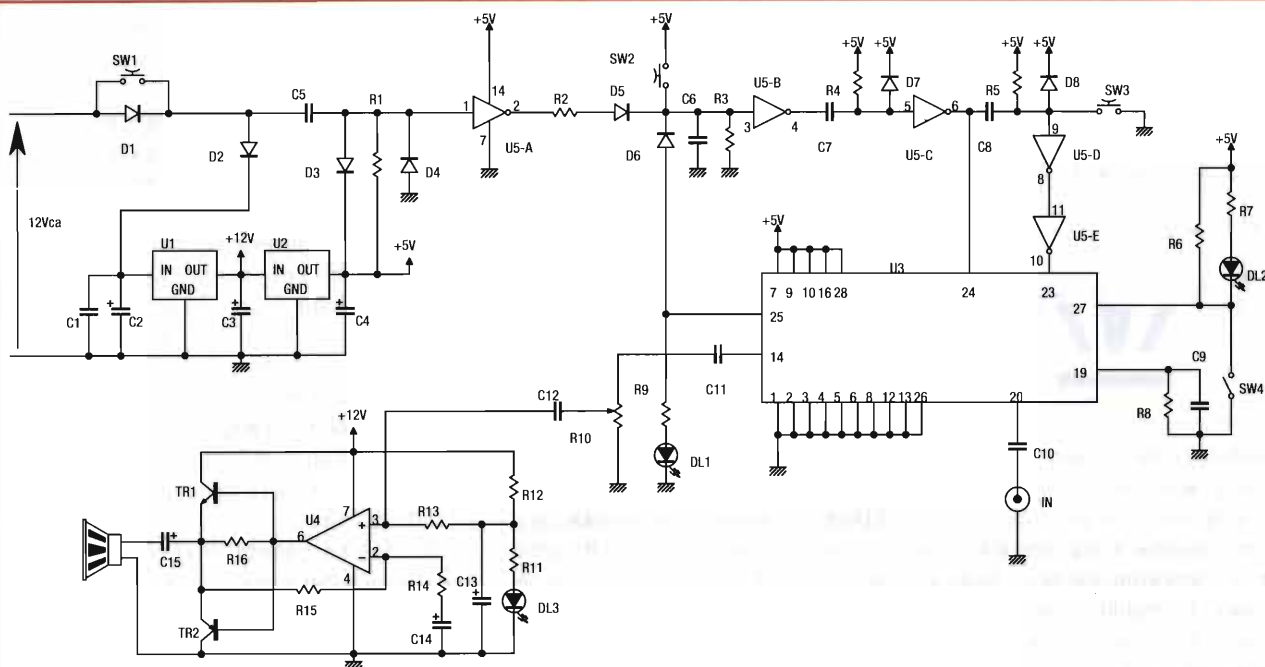 +5V
+5V
+5V
+5V
+5V
+5V
SW1
SW2
C5
R1
14
1
2
7
U5-A
R2
D5
C6
R3
U5-B
3
4
R4
C7
D7
5
6
U5-C
R5
C8
D8
SW3
9
U5-D
8
11
U5-E
10
D1
D2
D3
D4
D6
12Vca
U1
+12V
U2
+5V
IN OUT
GND
IN OUT
GND
C1
C2
C3
C4
+5V
U3
7 9 10 16 28
24
23
25
27
14
19
1 2 3 4 5 6 8 12 13 26
20
+5V
R6
R7
DL2
C9
R8
SW4
C10
IN
C11
R9
C12
R10
DL1
+12V
TR1
R12
7
U4
3
R13
+
6
2
-
R16
4
R14
C13
R11
C15
R15
DL3
C14
TR2